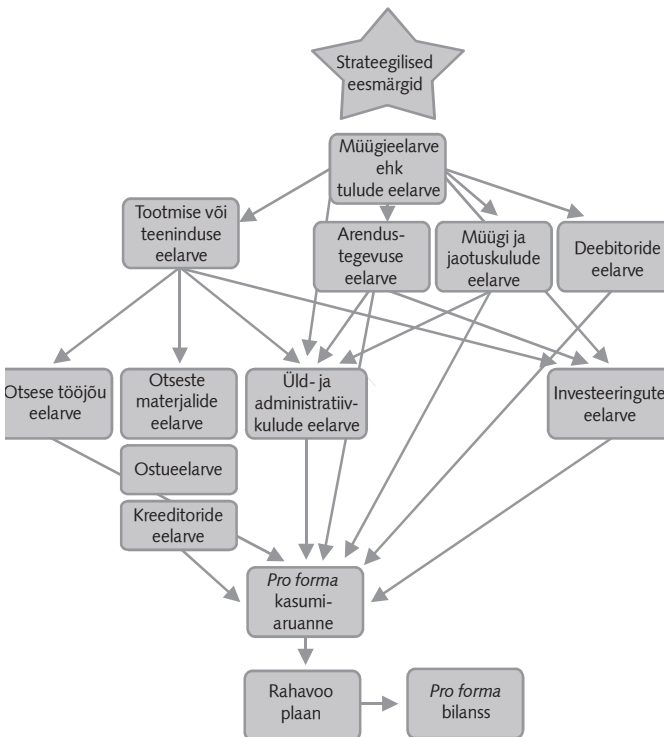 Strateegilised
eesmärgid
Müügieelarve
ehk
tulude eelarve
Tootmise või
teeninduse
eelarve
Arendus-
tegevuse
eelarve
Müügi ja
jaotuskulude
eelarve
Deebitoride
eelarve
Otsese tööjõu
eelarve
Otseste
materjalide
eelarve
Üld- ja
administratiiv-
kulude eelarve
Investeeringute
eelarve
Ostueelarve
Kreeditoride
eelarve
Pro forma
kasumi-
aruanne
Rahavoo
plaan
Pro forma
bilanss